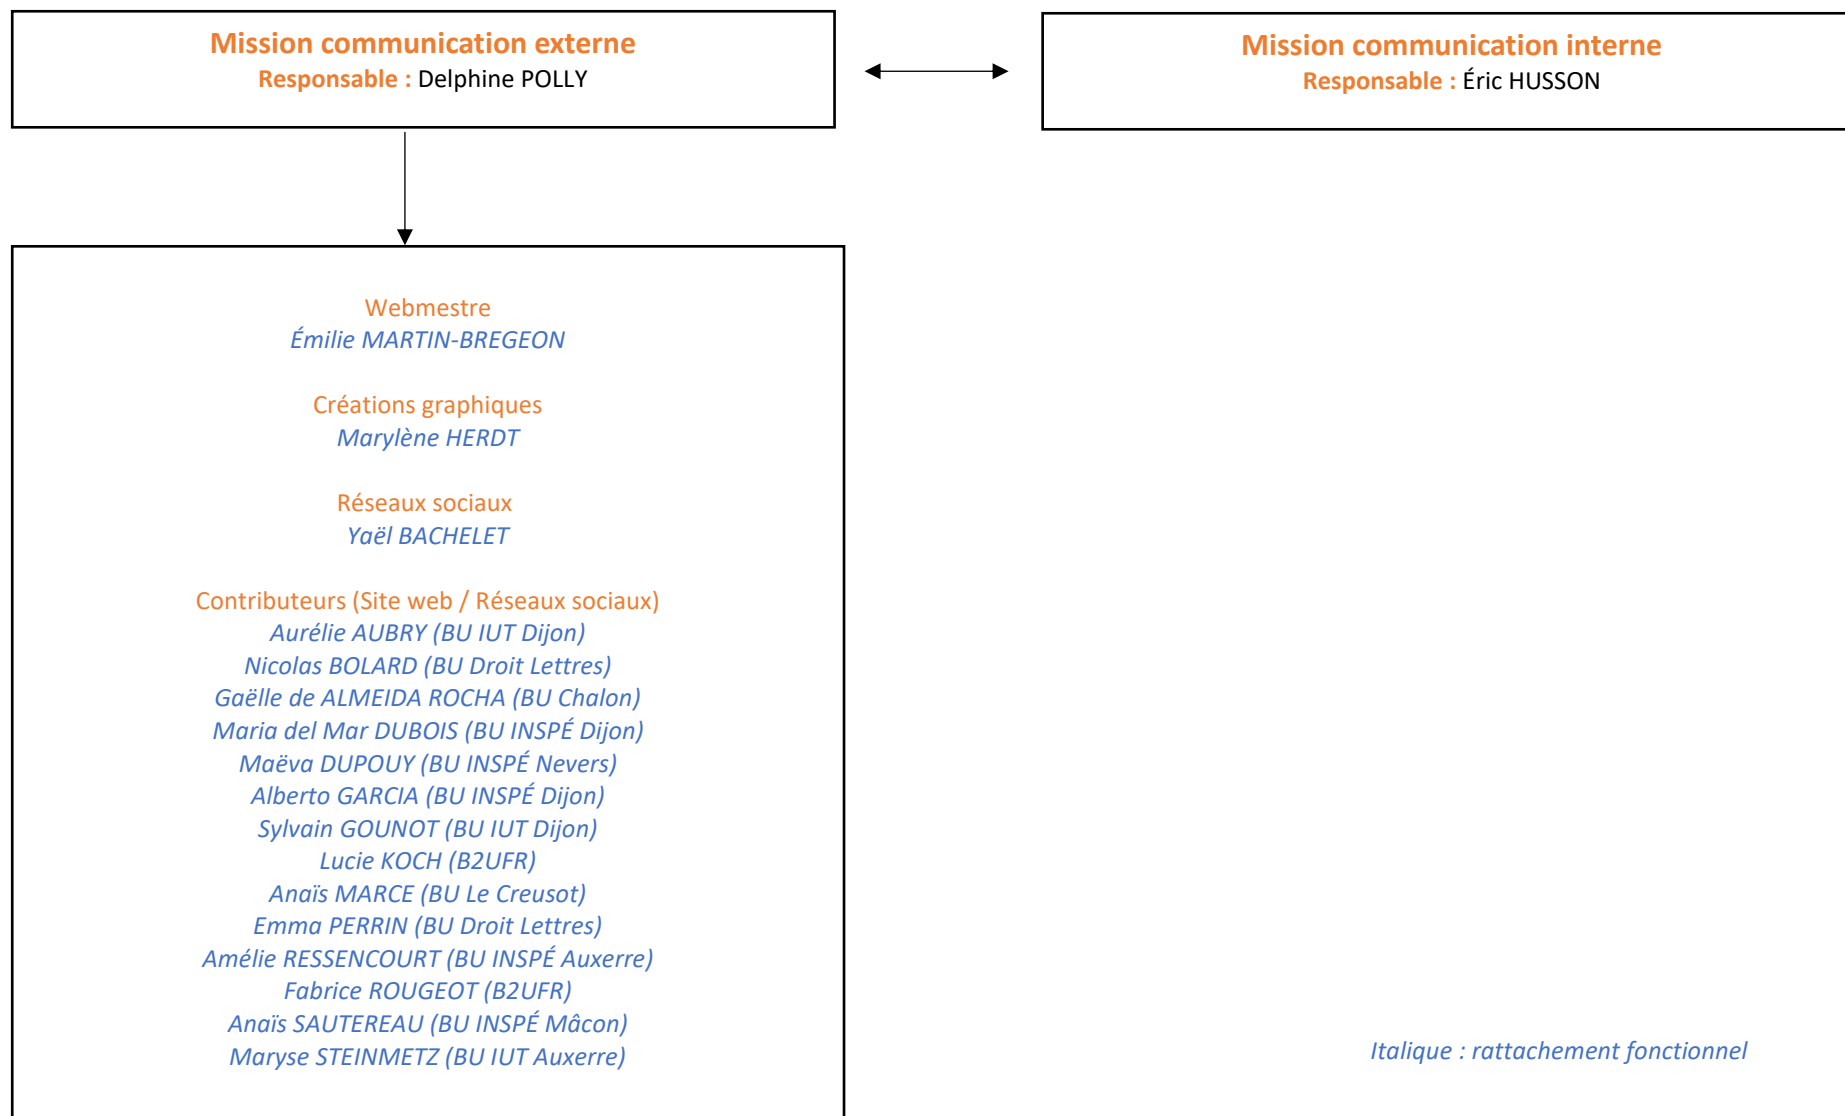 Mission communication externe
Responsable : Delphine POLLY
Mission communication interne
Responsable : Éric HUSSON
Webmestre
Émilie MARTIN-BREGEON
Créations graphiques
Marylène HERDT
Réseaux sociaux
Yaël BACHELET
Contributeurs (Site web / Réseaux sociaux)
Aurélie AUBRY (BU IUT Dijon)
Nicolas BOLARD (BU Droit Lettres)
Gaëlle de ALMEIDA ROCHA (BU Chalon)
Maria del Mar DUBOIS (BU INSPÉ Dijon)
Maëva DUPOUY (BU INSPÉ Nevers)
Alberto GARCIA (BU INSPÉ Dijon)
Sylvain GOUNOT (BU IUT Dijon)
Lucie KOCH (B2UFR)
Anaïs MARCE (BU Le Creusot)
Emma PERRIN (BU Droit Lettres)
Amélie RESSENCOURT (BU INSPÉ Auxerre)
Fabrice ROUGEOT (B2UFR)
Anaïs SAUTEREAU (BU INSPÉ Mâcon)
Maryse STEINMETZ (BU IUT Auxerre)
Italique : rattachement fonctionnel